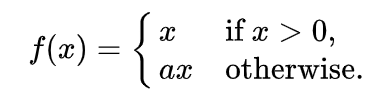 f(x) = { x if x > 0,
ax otherwise.